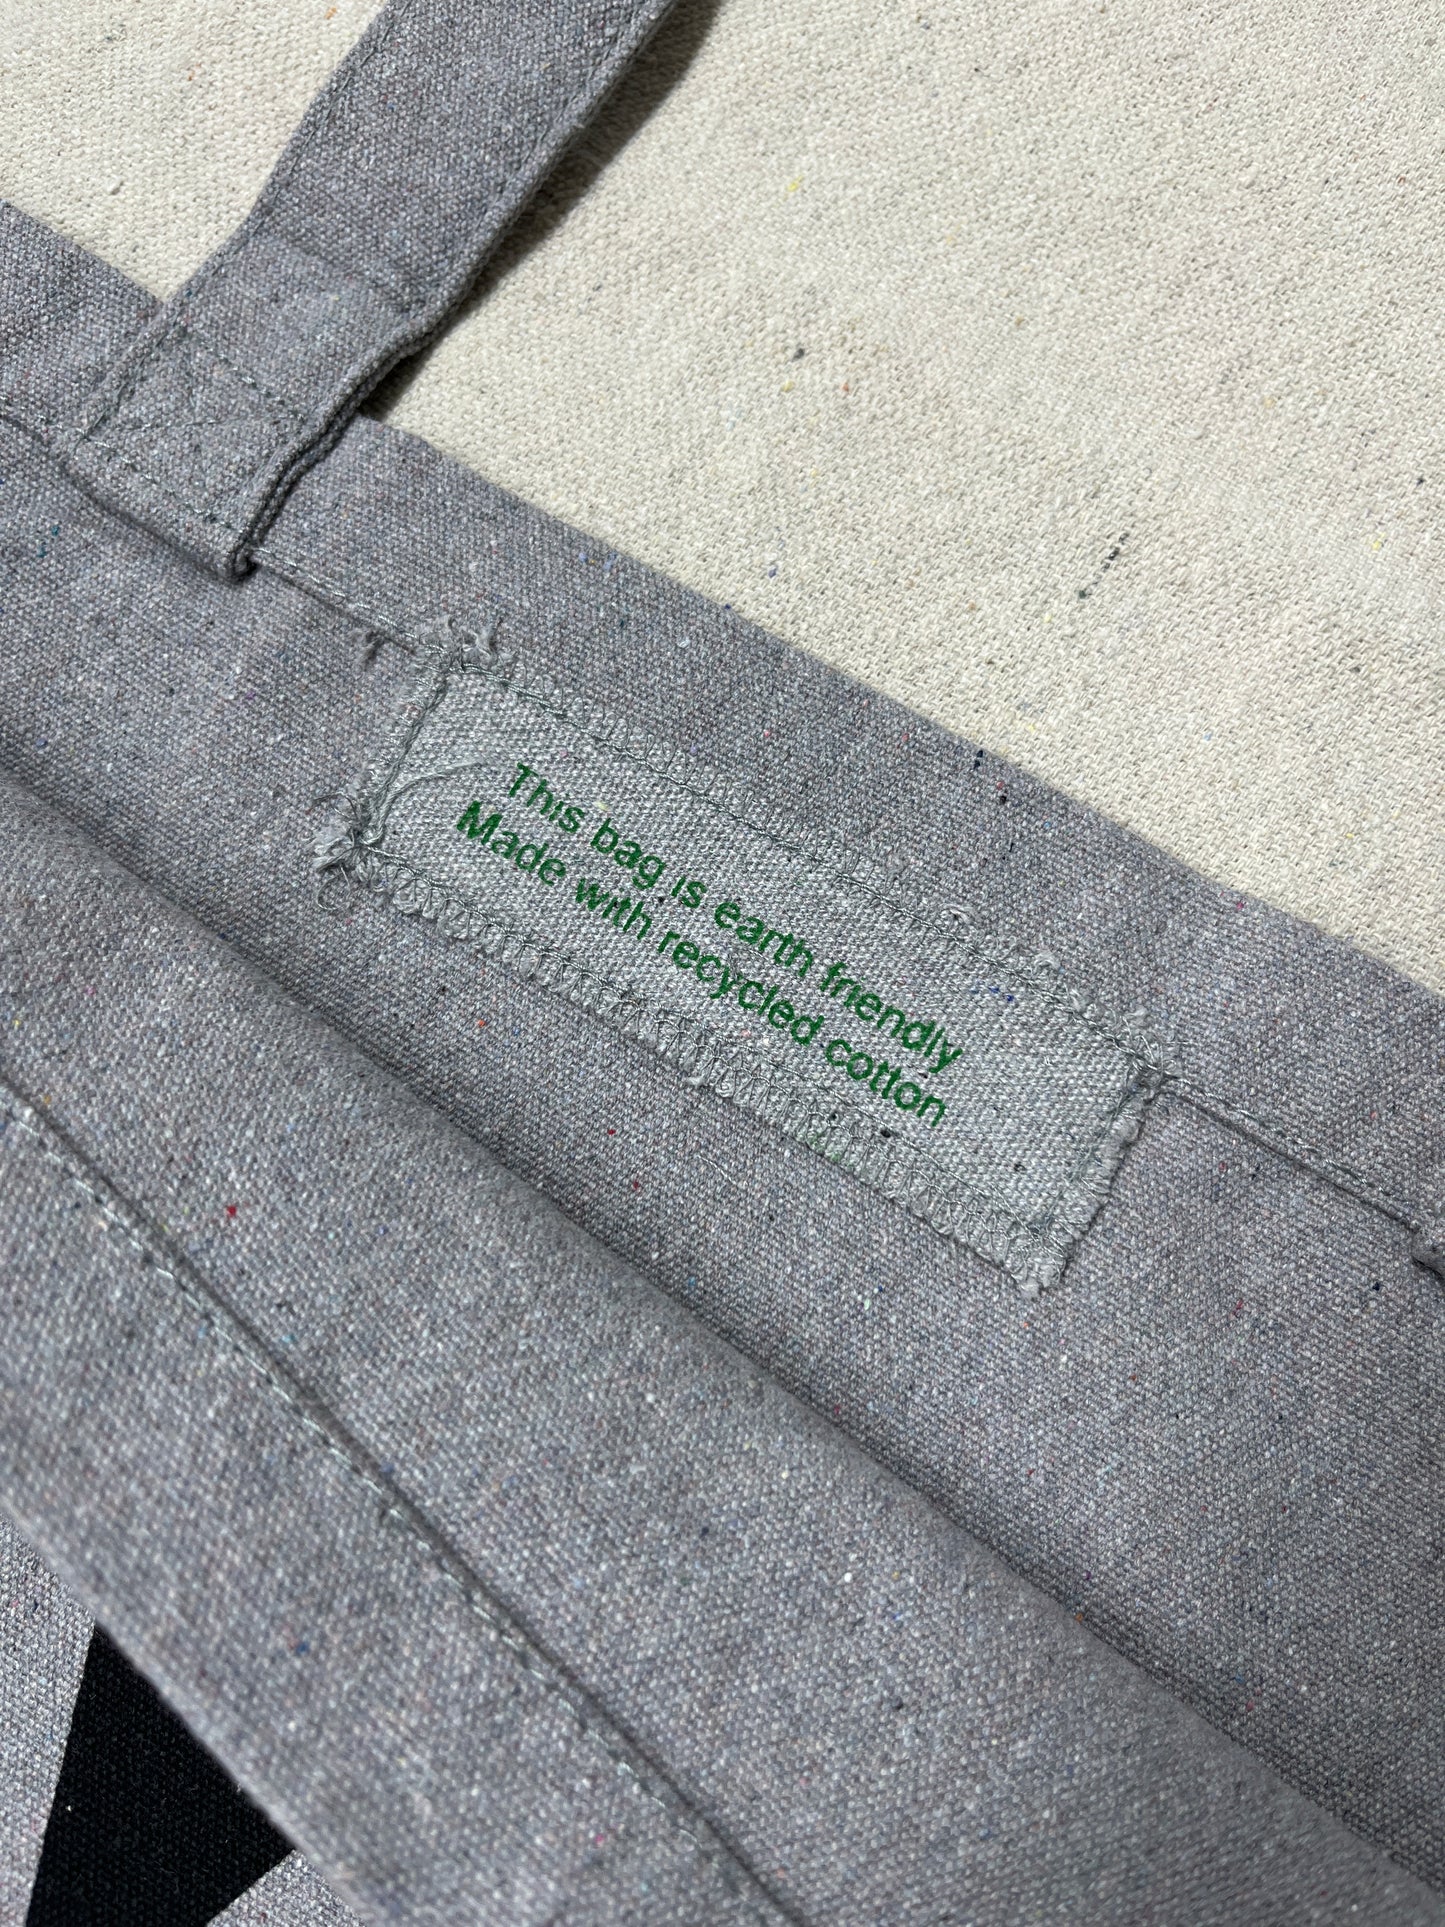 This bag is earth friendly
Made with recycled cotton